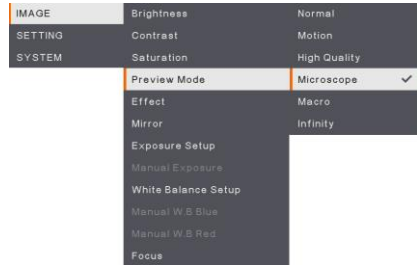 IMAGE
SETTING
SYSTEM
Brightness
Contrast
Saturation
Preview Mode
Effect
Mirror
Exposure Setup
Manual Exposure
White Balance Setup
Manual W.B Blue
Manual W.B Red
Focus
Normal
Motion
High Quality
Microscope
Macro
Infinity